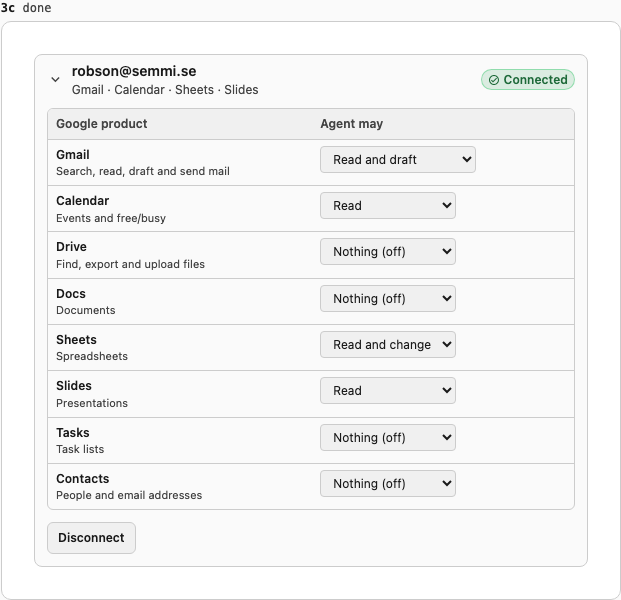 3c done
robson@semmi.se
Gmail · Calendar · Sheets · Slides
Connected
Google product Agent may
Gmail
Search, read, draft and send mail
Read and draft
Calendar
Events and free/busy
Read
Drive
Find, export and upload files
Nothing (off)
Docs
Documents
Nothing (off)
Sheets
Spreadsheets
Read and change
Slides
Presentations
Read
Tasks
Task lists
Nothing (off)
Contacts
People and email addresses
Nothing (off)
Disconnect